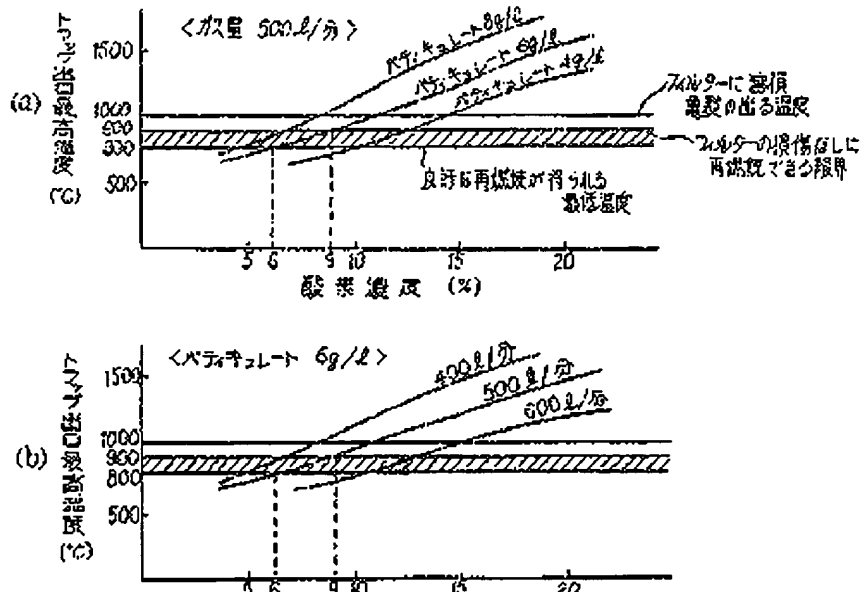 (a)
<ガス量 500ℓ/分>
パティキュレート8g/ℓ
パティキュレート6g/ℓ
パティキュレート4g/ℓ
1500
1000
900
800
500
(℃)
フィルターに溶損
亀裂の出る温度
フィルターの損傷なしに
再燃焼できる限界
良好な再燃焼が得られる
最低温度
5 6 9 10 15 20
酸素濃度 (%)
(b)
<パティキュレート 6g/ℓ>
400ℓ/分
500ℓ/分
600ℓ/分
1500
1000
900
800
500
(℃)
5 6 9 10 15 20